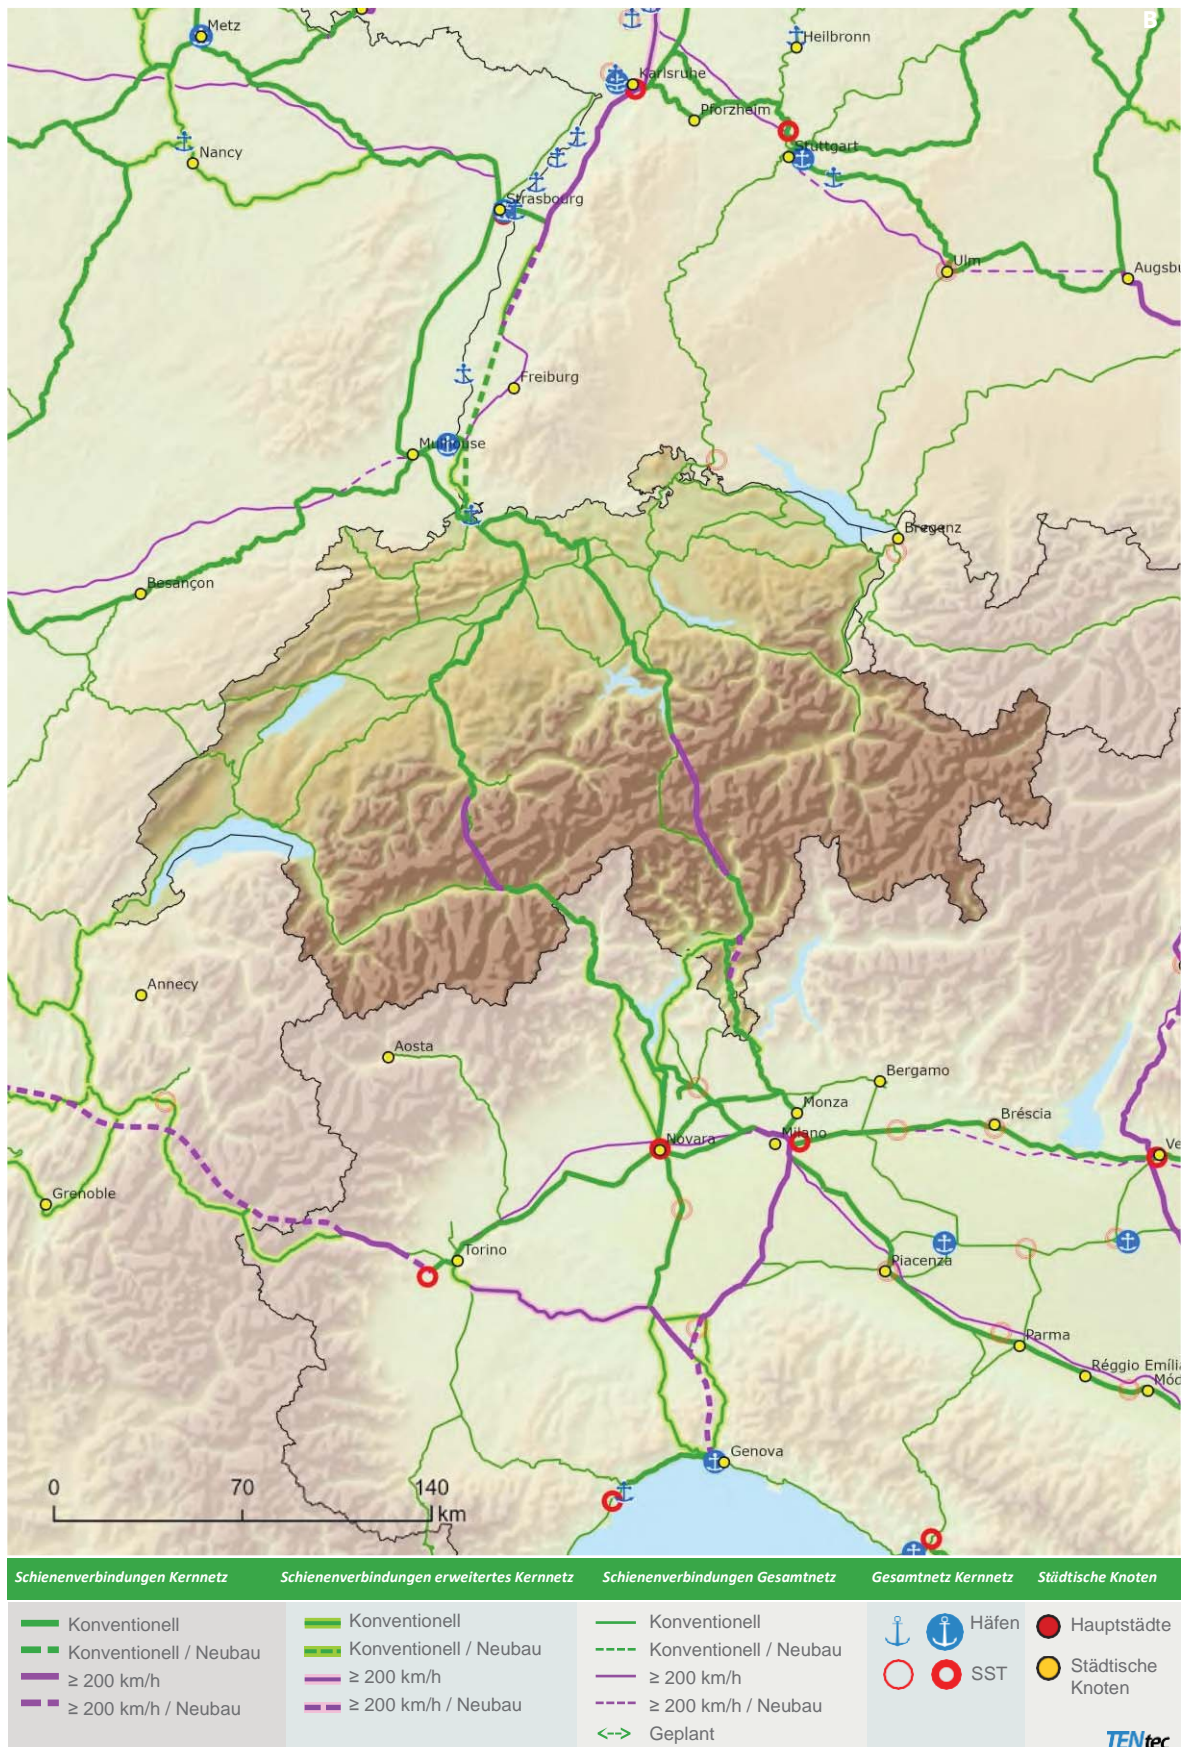 B
Metz
Heilbronn
Karlsruhe
Pforzheim
Nancy
Stuttgart
Strasbourg
Ulm
Augsbu
Freiburg
Mulhouse
Bregenz
Besançon
Annecy
Aosta
Bergamo
Monza
Bréscia
Novara
Milano
Ve
Grenoble
Torino
Piacenza
Parma
Réggio Emília
Mód
Genova
0 70 140
km
Schienenverbindungen Kernnetz Schienenverbindungen erweitertes Kernnetz Schienenverbindungen Gesamtnetz Gesamtnetz Kernnetz Städtische Knoten
Konventionell
Konventionell / Neubau
≥ 200 km/h
≥ 200 km/h / Neubau
Konventionell
Konventionell / Neubau
≥ 200 km/h
≥ 200 km/h / Neubau
Konventionell
Konventionell / Neubau
≥ 200 km/h
≥ 200 km/h / Neubau
Geplant
Häfen
SST
Hauptstädte
Städtische
Knoten
TENtec